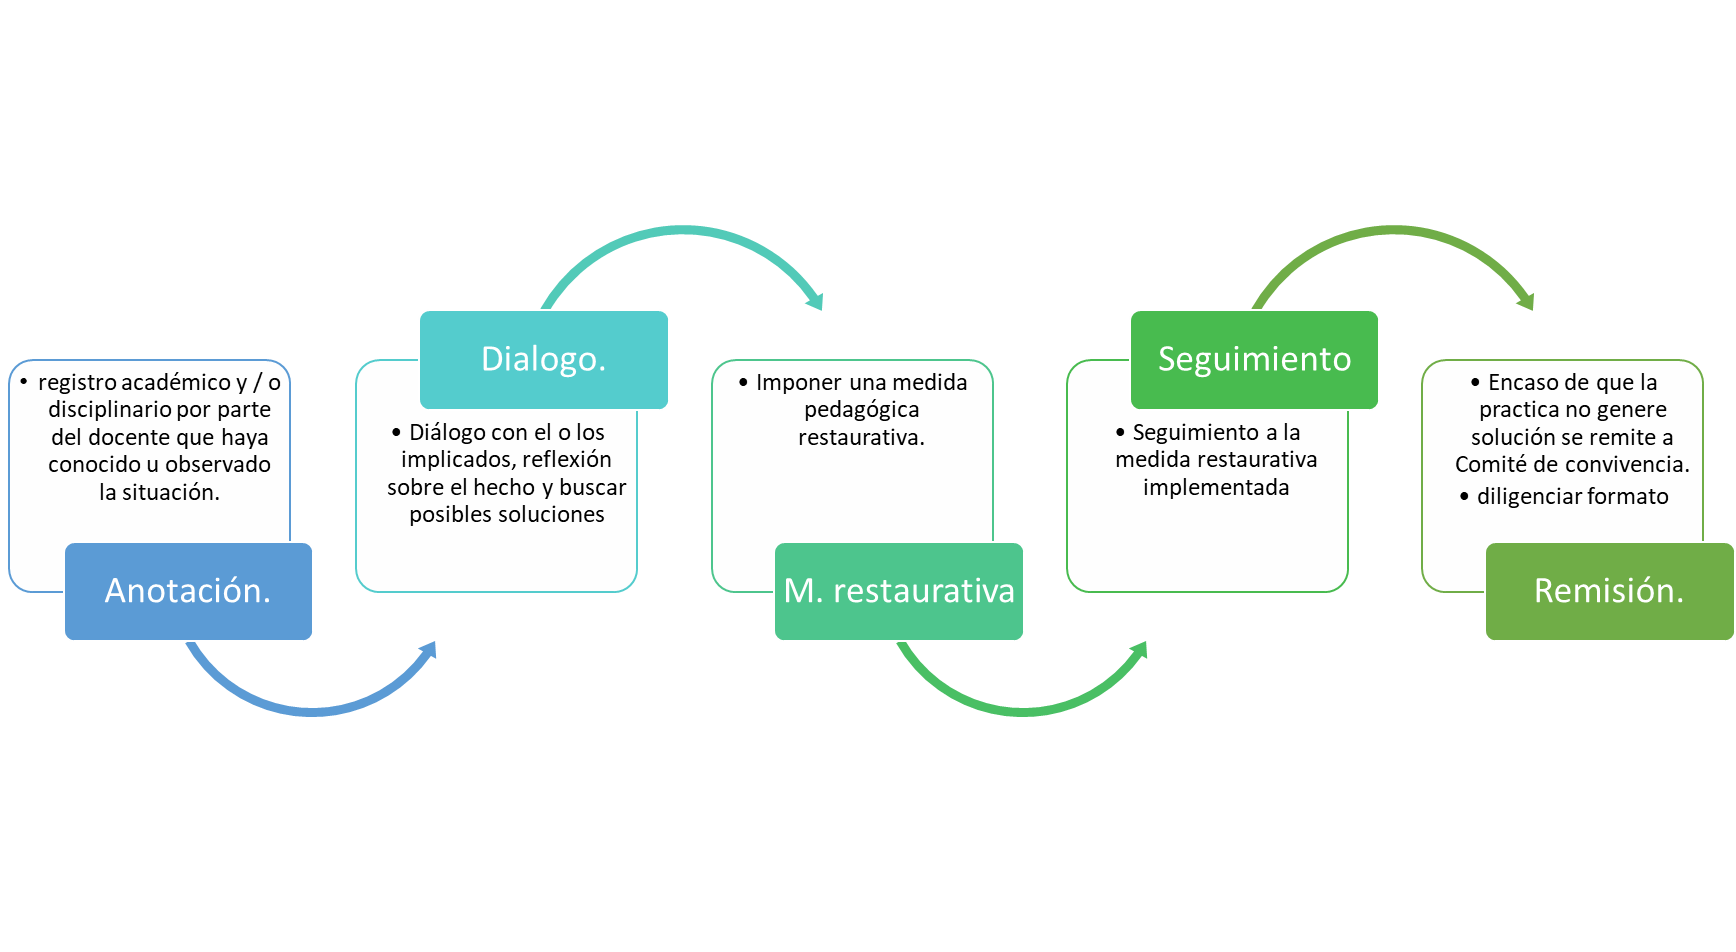 • registro académico y / o
disciplinario por parte
del docente que haya
conocido u observado
la situación.
Anotación.
Dialogo.
• Diálogo con el o los
implicados, reflexión
sobre el hecho y buscar
posibles soluciones
• Imponer una medida
pedagógica
restaurativa.
M. restaurativa
Seguimiento
• Seguimiento a la
medida restaurativa
implementada
• Encaso de que la
practica no genere
solución se remite a
Comité de convivencia.
• diligenciar formato
Remisión.